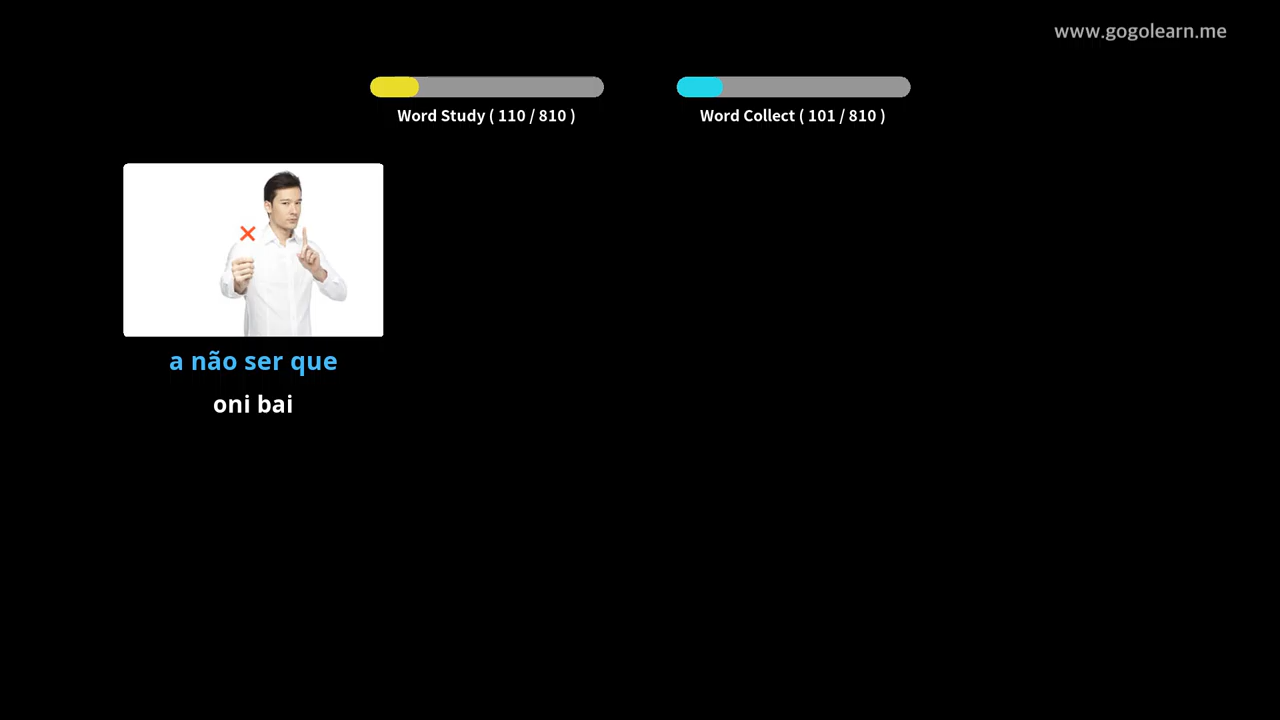 www.gogolearn.me
Word Study ( 110 / 810 )
Word Collect ( 101 / 810 )
a não ser que
oni bai